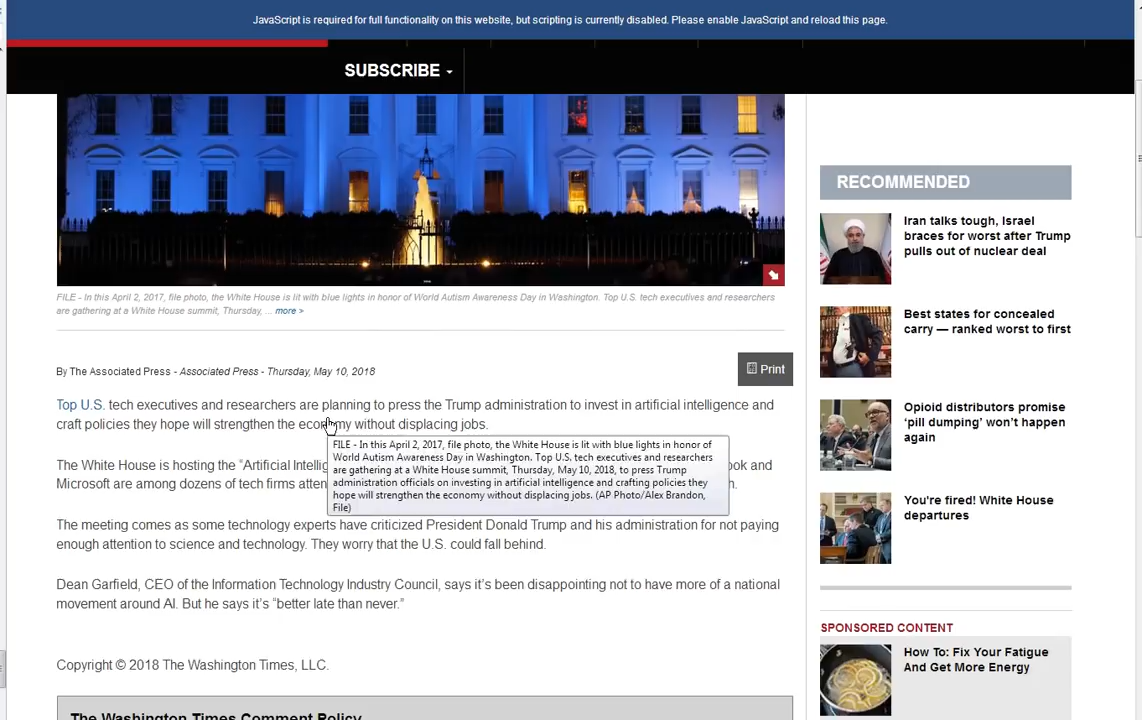 JavaScript is required for full functionality on this website, but scripting is currently disabled. Please enable JavaScript and reload this page.
SUBSCRIBE
FILE - In this April 2, 2017, file photo, the White House is lit with blue lights in honor of World Autism Awareness Day in Washington. Top U.S. tech executives and researchers
are gathering at a White House summit, Thursday, ... more >
By The Associated Press - Associated Press - Thursday, May 10, 2018
Print
Top U.S. tech executives and researchers are planning to press the Trump administration to invest in artificial intelligence and
craft policies they hope will strengthen the economy without displacing jobs.
FILE - In this April 2, 2017, file photo, the White House is lit with blue lights in honor of
World Autism Awareness Day in Washington. Top U.S. tech executives and researchers
are gathering at a White House summit, Thursday, May 10, 2018, to press Trump
administration officials on investing in artificial intelligence and crafting policies they
hope will strengthen the economy without displacing jobs. (AP Photo/Alex Brandon,
File)
The White House is hosting the “Artificial Intellig ook and
Microsoft are among dozens of tech firms atten
The meeting comes as some technology experts have criticized President Donald Trump and his administration for not paying
enough attention to science and technology. They worry that the U.S. could fall behind.
Dean Garfield, CEO of the Information Technology Industry Council, says it’s been disappointing not to have more of a national
movement around AI. But he says it’s “better late than never.”
Copyright © 2018 The Washington Times, LLC.
The Washington Times Comment Policy
RECOMMENDED
Iran talks tough, Israel
braces for worst after Trump
pulls out of nuclear deal
Best states for concealed
carry — ranked worst to first
Opioid distributors promise
‘pill dumping’ won’t happen
again
You're fired! White House
departures
SPONSORED CONTENT
How To: Fix Your Fatigue
And Get More Energy